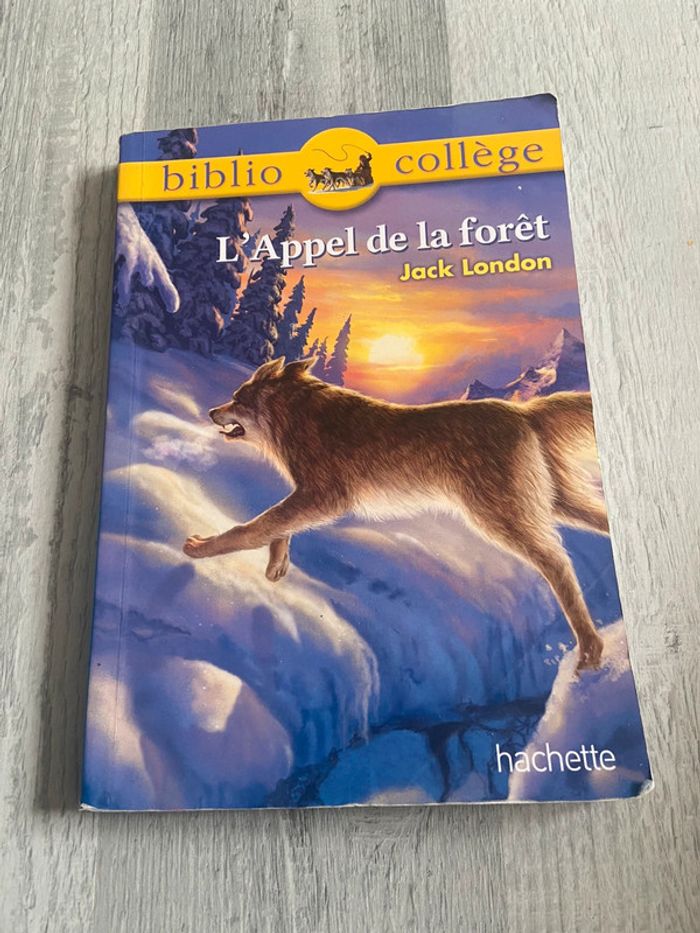 biblio collège
L'Appel de la forêt
Jack London
hachette